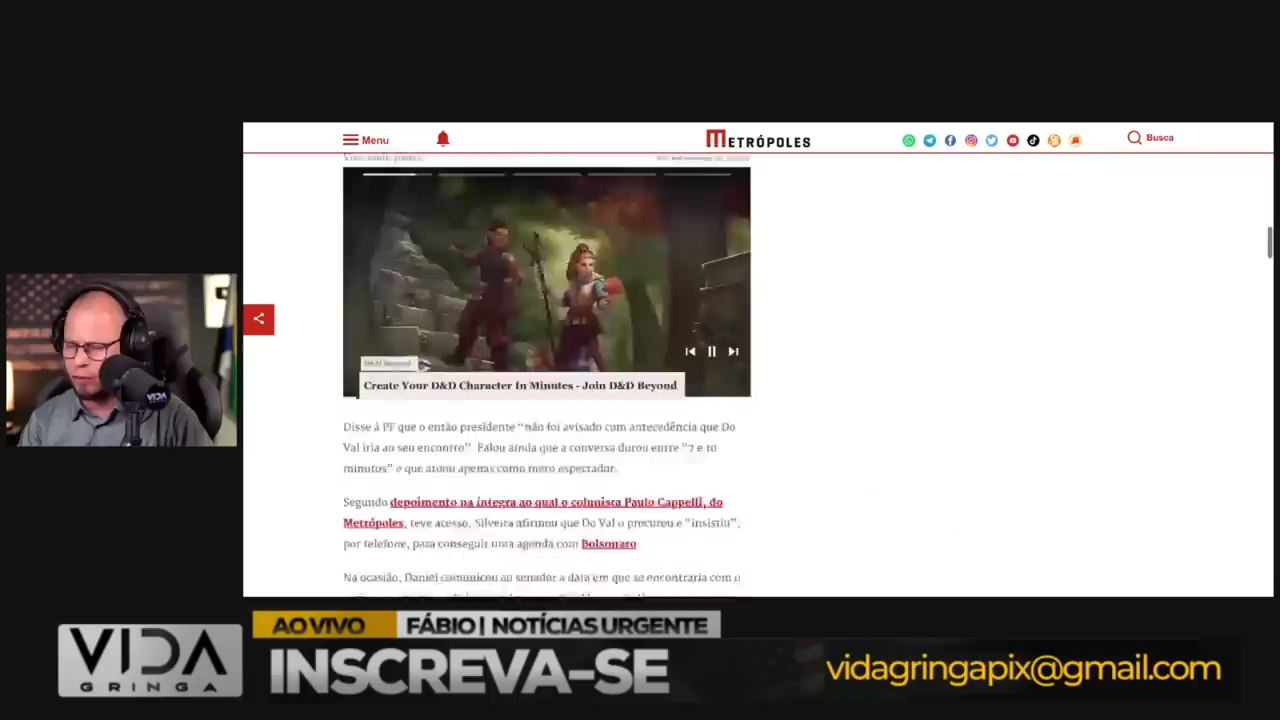 Menu
METRÓPOLES
Busca
D&D Beyond
Create Your D&D Character In Minutes - Join D&D Beyond
Disse à PF que o então presidente "não foi avisado com antecedência que Do
Val iria ao seu encontro" Falou ainda que a conversa durou entre "7 e 10
minutos" e que atuou apenas como mero espectador.
Segundo depoimento na íntegra ao qual o colunista Paulo Cappelli, do
Metrópoles, teve acesso, Silveira afirmou que Do Val o procurou e "insistiu",
por telefone, para conseguir uma agenda com Bolsonaro
Na ocasião, Daniel comunicou ao senador a data em que se encontraria com o
VIDA
AO VIVO
FÁBIO | NOTÍCIAS URGENTE
VIDA
GRINGA
INSCREVA-SE
vidagringapix@gmail.com